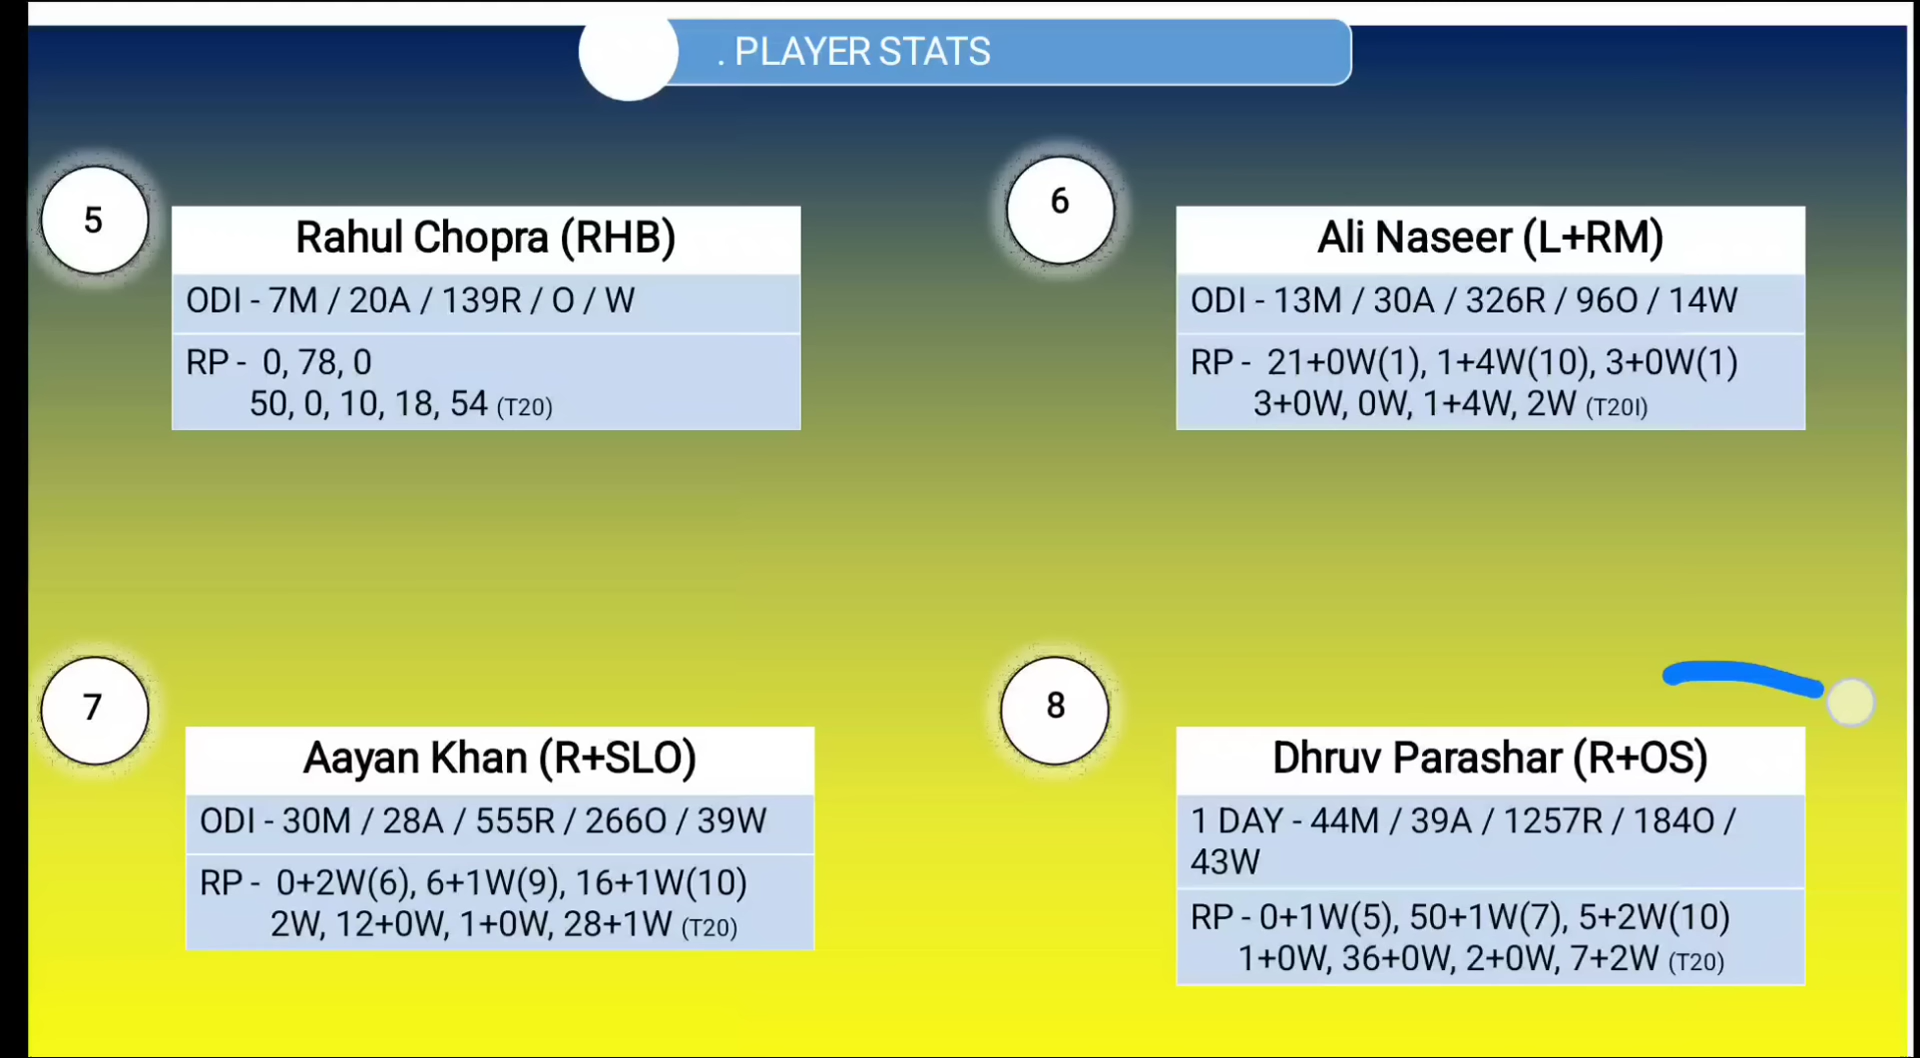 . PLAYER STATS
5
Rahul Chopra (RHB)
ODI - 7M / 20A / 139R / O / W
RP - 0, 78, 0
50, 0, 10, 18, 54 (T20)
6
Ali Naseer (L+RM)
ODI - 13M / 30A / 326R / 96O / 14W
RP - 21+0W(1), 1+4W(10), 3+0W(1)
3+0W, 0W, 1+4W, 2W (T20I)
7
Aayan Khan (R+SLO)
ODI - 30M / 28A / 555R / 266O / 39W
RP - 0+2W(6), 6+1W(9), 16+1W(10)
2W, 12+0W, 1+0W, 28+1W (T20)
8
Dhruv Parashar (R+OS)
1 DAY - 44M / 39A / 1257R / 184O /
43W
RP - 0+1W(5), 50+1W(7), 5+2W(10)
1+0W, 36+0W, 2+0W, 7+2W (T20)